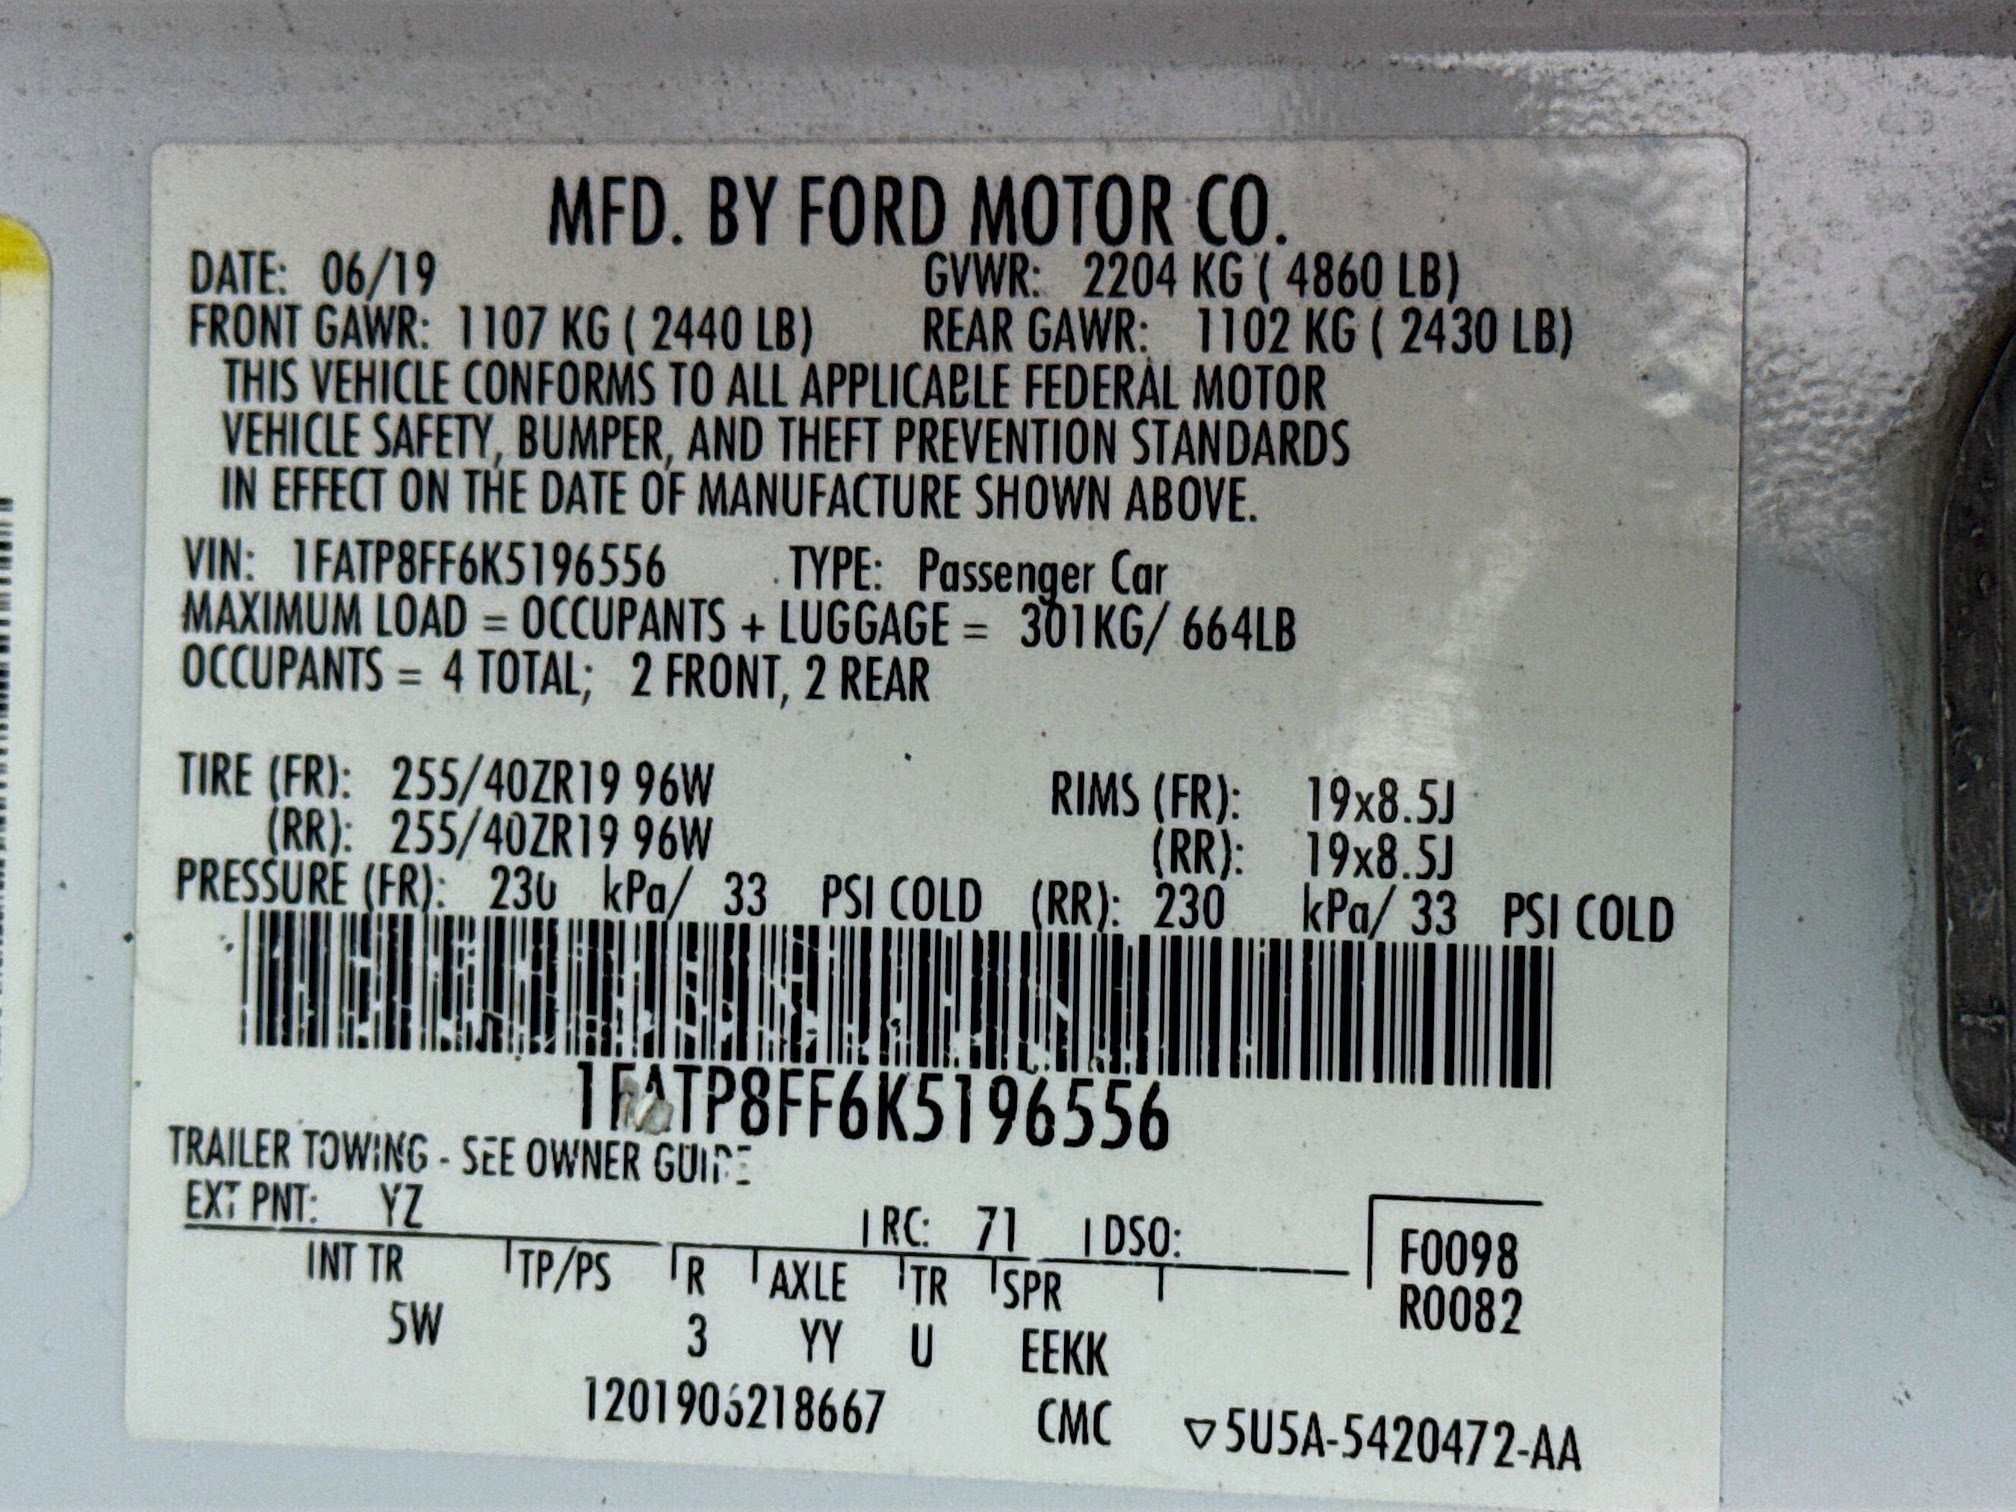 MFD. BY FORD MOTOR CO.
DATE: 06/19 GVWR: 2204 KG ( 4860 LB)
FRONT GAWR: 1107 KG ( 2440 LB) REAR GAWR: 1102 KG ( 2430 LB)
THIS VEHICLE CONFORMS TO ALL APPLICABLE FEDERAL MOTOR
VEHICLE SAFETY, BUMPER, AND THEFT PREVENTION STANDARDS
IN EFFECT ON THE DATE OF MANUFACTURE SHOWN ABOVE.
VIN: 1FATP8FF6K5196556 TYPE: Passenger Car
MAXIMUM LOAD = OCCUPANTS + LUGGAGE = 301KG/ 664LB
OCCUPANTS = 4 TOTAL; 2 FRONT, 2 REAR
TIRE (FR): 255/40ZR19 96W RIMS (FR): 19x8.5J
(RR): 255/40ZR19 96W (RR): 19x8.5J
PRESSURE (FR): 230 kPa/ 33 PSI COLD (RR): 230 kPa/ 33 PSI COLD
1FATP8FF6K5196556
TRAILER TOWING - SEE OWNER GUIDE
EXT PNT: YZ RC: 71 DSO: F0098
INT TR TP/PS R AXLE TR SPR R0082
5W 3 YY U EEKK
1201906218667 CMC ▽5U5A-5420472-AA